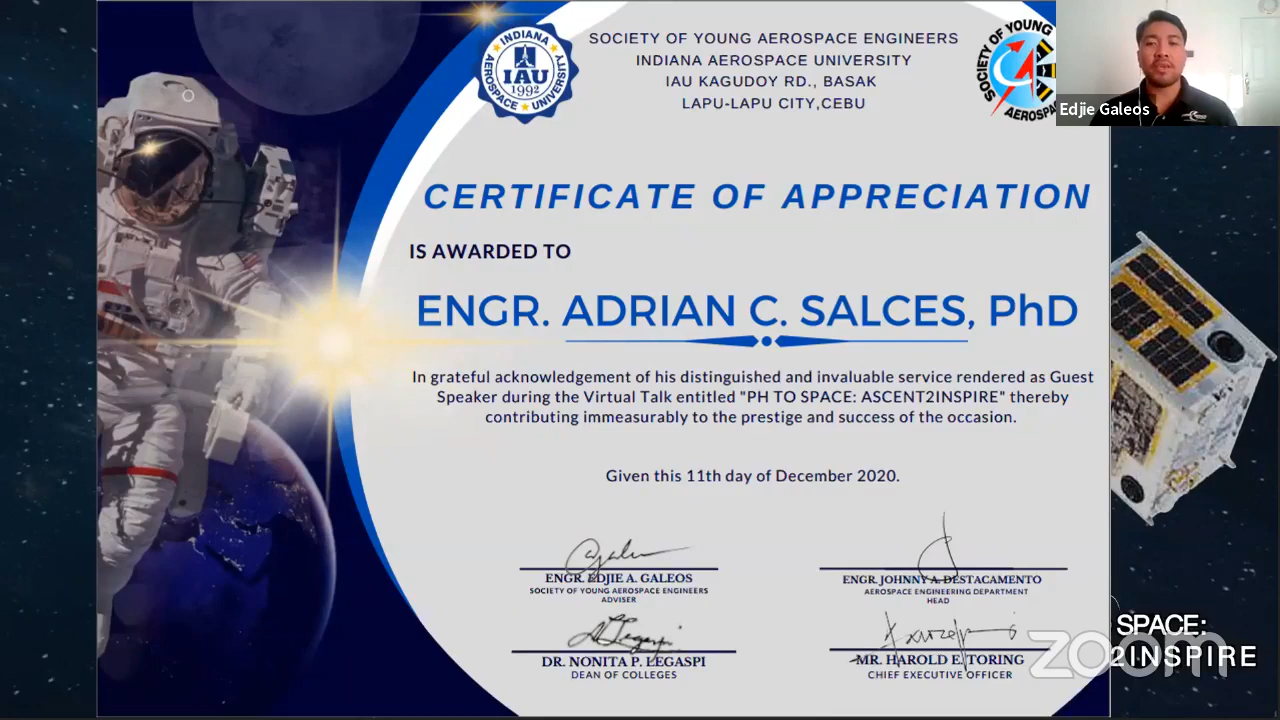 INDIANA AEROSPACE UNIVERSITY
IAU
1992
SOCIETY OF YOUNG AEROSPACE ENGINEERS
INDIANA AEROSPACE UNIVERSITY
IAU KAGUDOY RD., BASAK
LAPU-LAPU CITY,CEBU
SOCIETY OF YOUNG
AEROSPA
Edjie Galeos
CERTIFICATE OF APPRECIATION
IS AWARDED TO
ENGR. ADRIAN C. SALCES, PhD
In grateful acknowledgement of his distinguished and invaluable service rendered as Guest
Speaker during the Virtual Talk entitled "PH TO SPACE: ASCENT2INSPIRE" thereby
contributing immeasurably to the prestige and success of the occasion.
Given this 11th day of December 2020.
ENGR. EDJIE A. GALEOS
SOCIETY OF YOUNG AEROSPACE ENGINEERS
ADVISER
ENGR. JOHNNY A. DESTACAMENTO
AEROSPACE ENGINEERING DEPARTMENT
HEAD
DR. NONITA P. LEGASPI
DEAN OF COLLEGES
MR. HAROLD E. TORING
CHIEF EXECUTIVE OFFICER
SPACE:
2INSPIRE
zoom